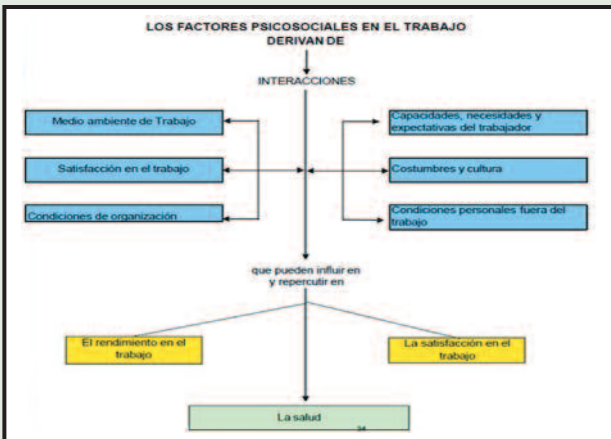 LOS FACTORES PSICOSOCIALES EN EL TRABAJO
DERIVAN DE
INTERACCIONES
Medio ambiente de Trabajo
Satisfacción en el trabajo
Condiciones de organización
Capacidades, necesidades y
expectativas del trabajador
Costumbres y cultura
Condiciones personales fuera del
trabajo
que pueden influir en
y repercutir en
El rendimiento en el
trabajo
La satisfacción en el
trabajo
La salud
34